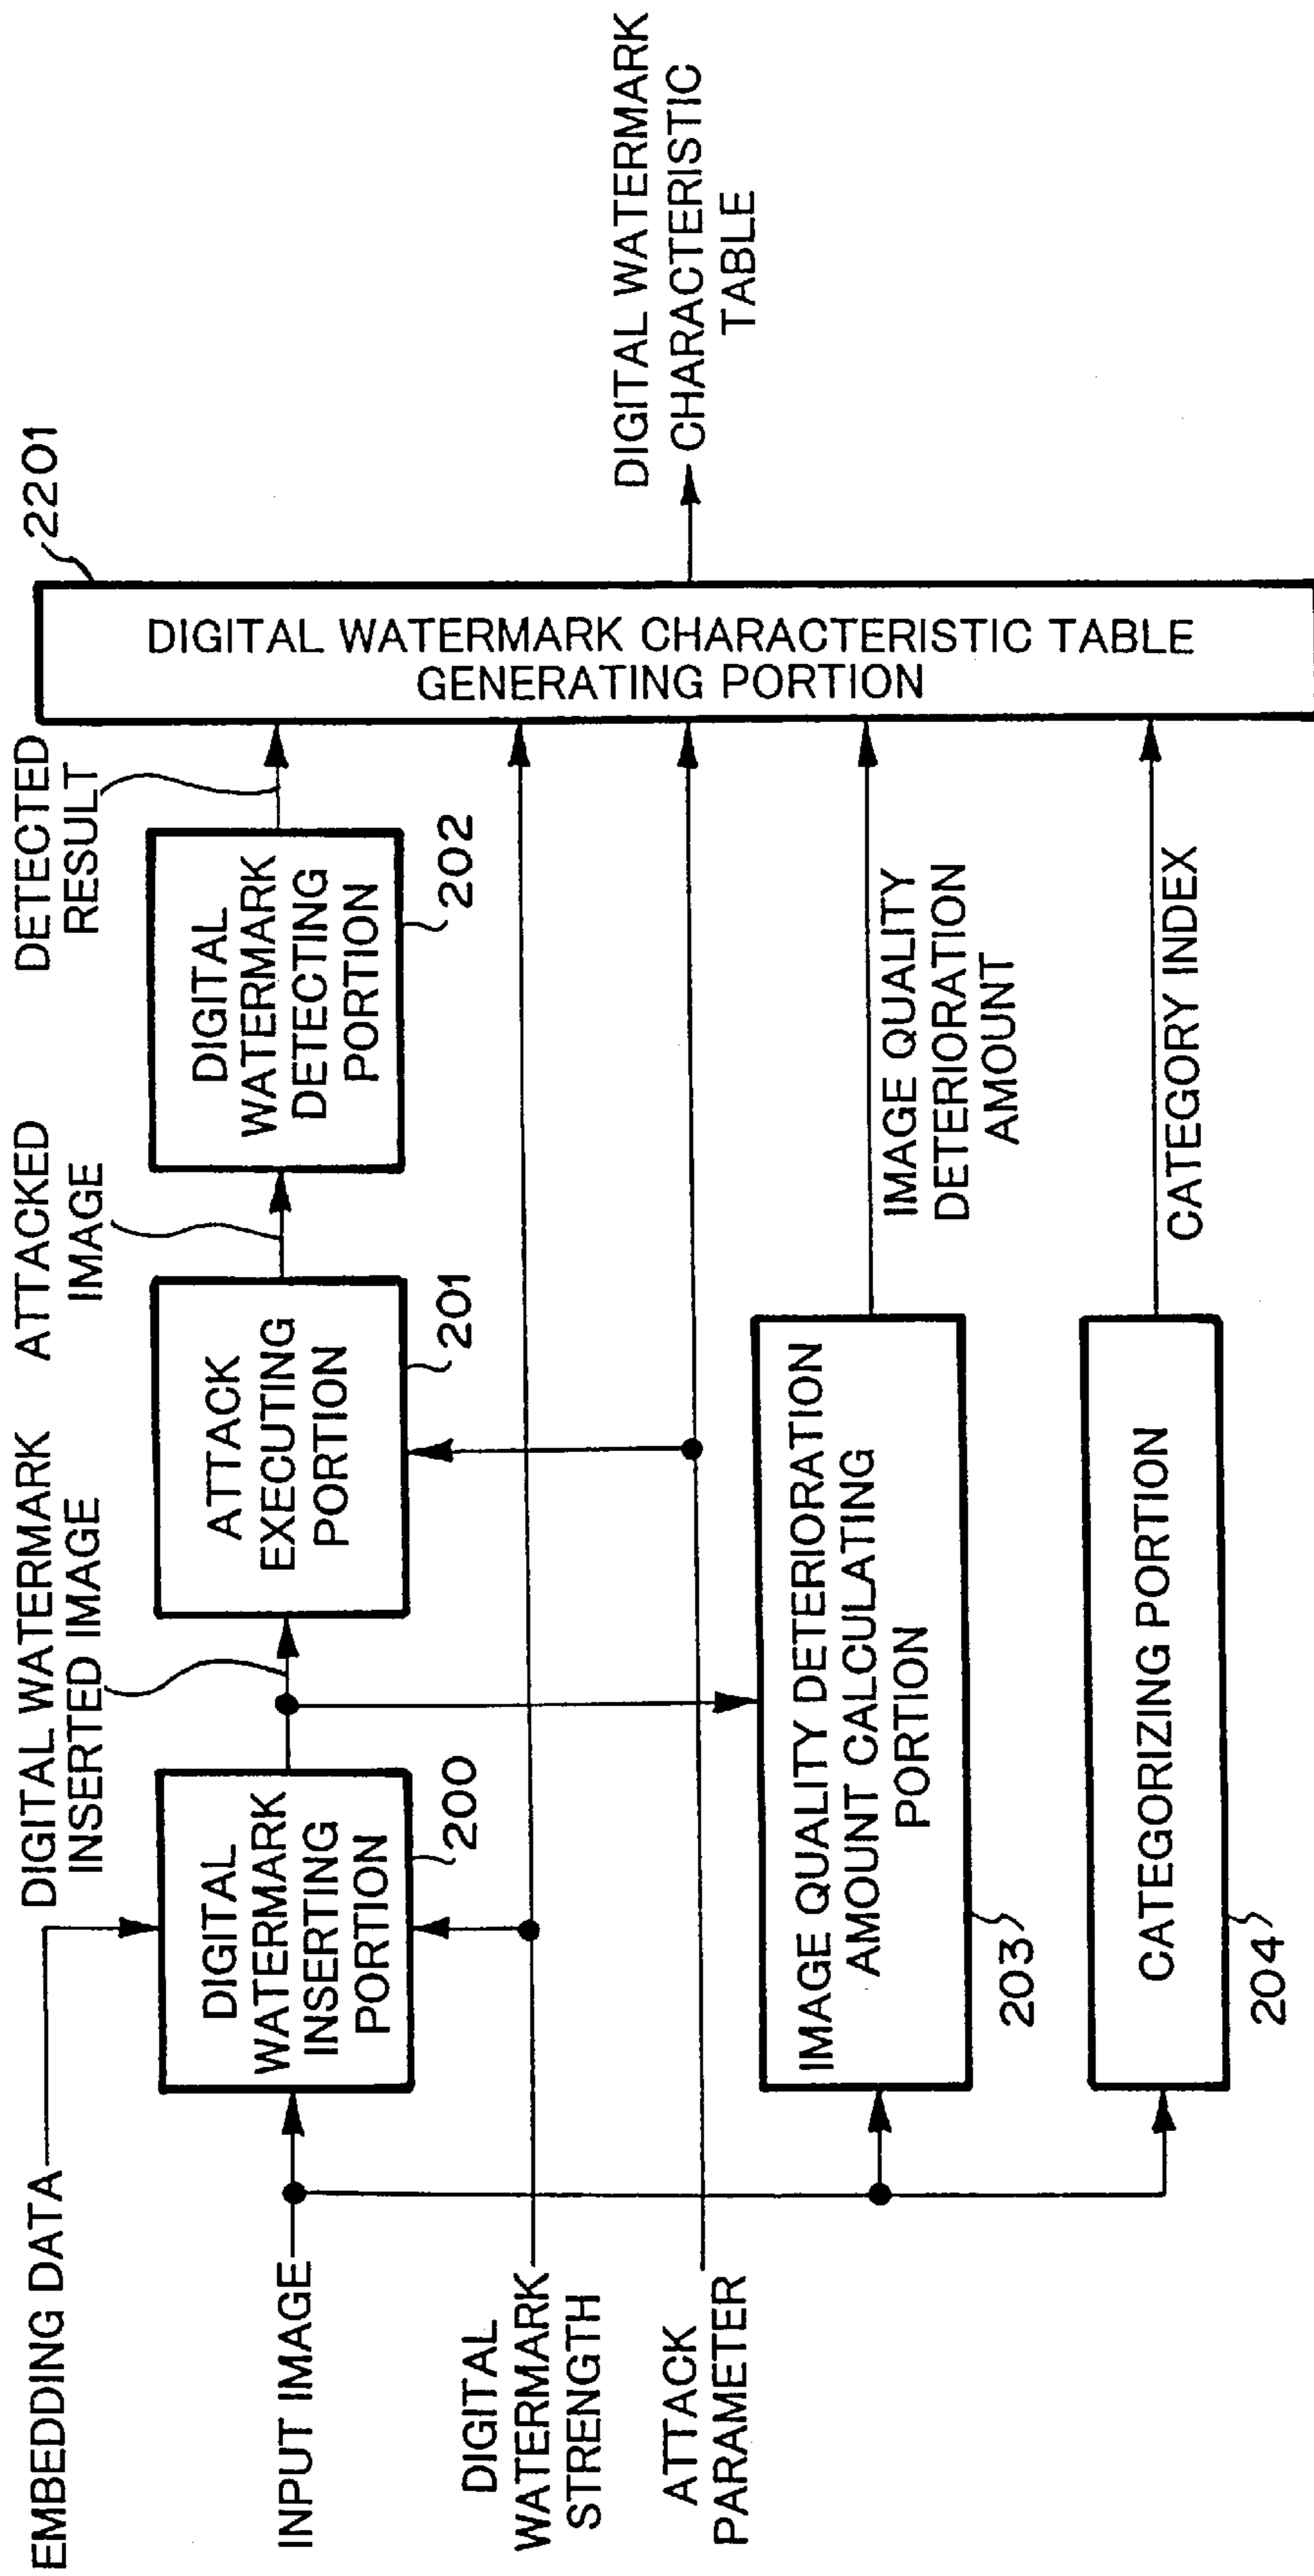 EMBEDDING DATA
INPUT IMAGE
DIGITAL
WATERMARK
STRENGTH
ATTACK
PARAMETER
DIGITAL
WATERMARK
INSERTING
PORTION
200
DIGITAL WATERMARK
INSERTED IMAGE
ATTACK
EXECUTING
PORTION
201
ATTACKED
IMAGE
DIGITAL
WATERMARK
DETECTING
PORTION
202
DETECTED
RESULT
IMAGE QUALITY DETERIORATION
AMOUNT CALCULATING
PORTION
203
IMAGE QUALITY
DETERIORATION
AMOUNT
CATEGORIZING PORTION
204
CATEGORY INDEX
DIGITAL WATERMARK CHARACTERISTIC TABLE
GENERATING PORTION
2201
DIGITAL WATERMARK
CHARACTERISTIC
TABLE